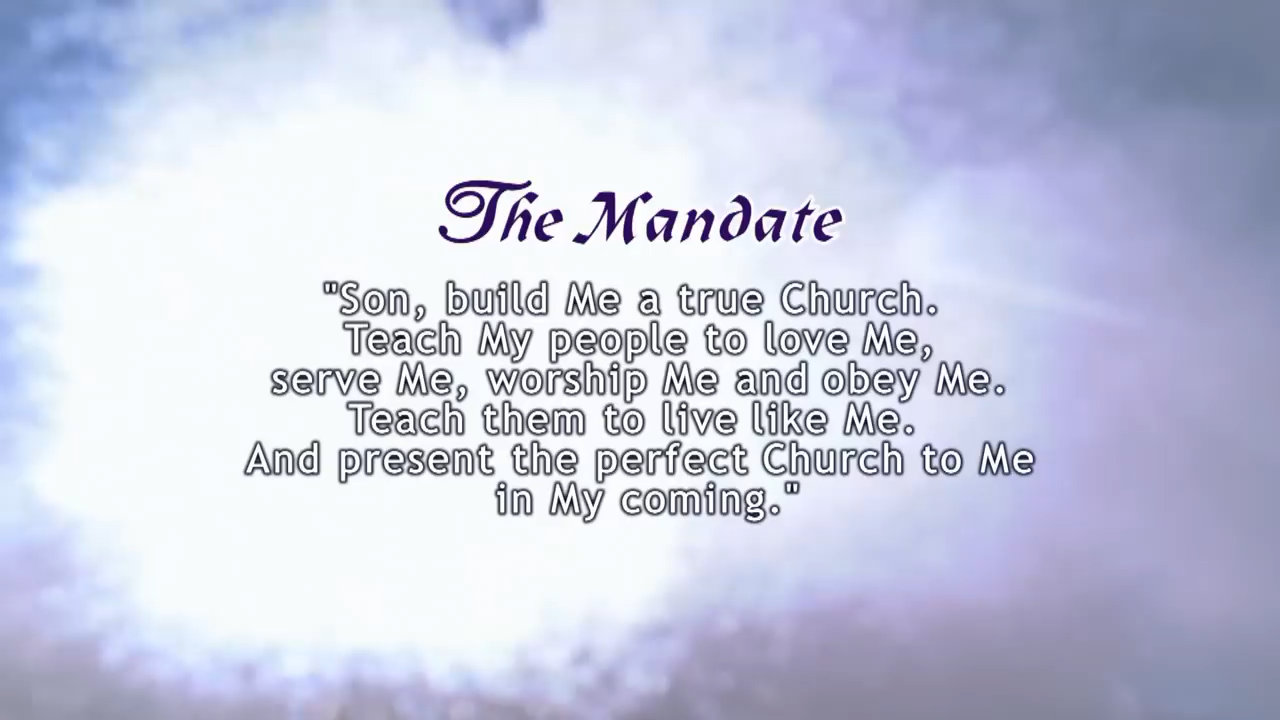 The Mandate
"Son, build Me a true Church.
Teach My people to love Me,
serve Me, worship Me and obey Me.
Teach them to live like Me.
And present the perfect Church to Me
in My coming."